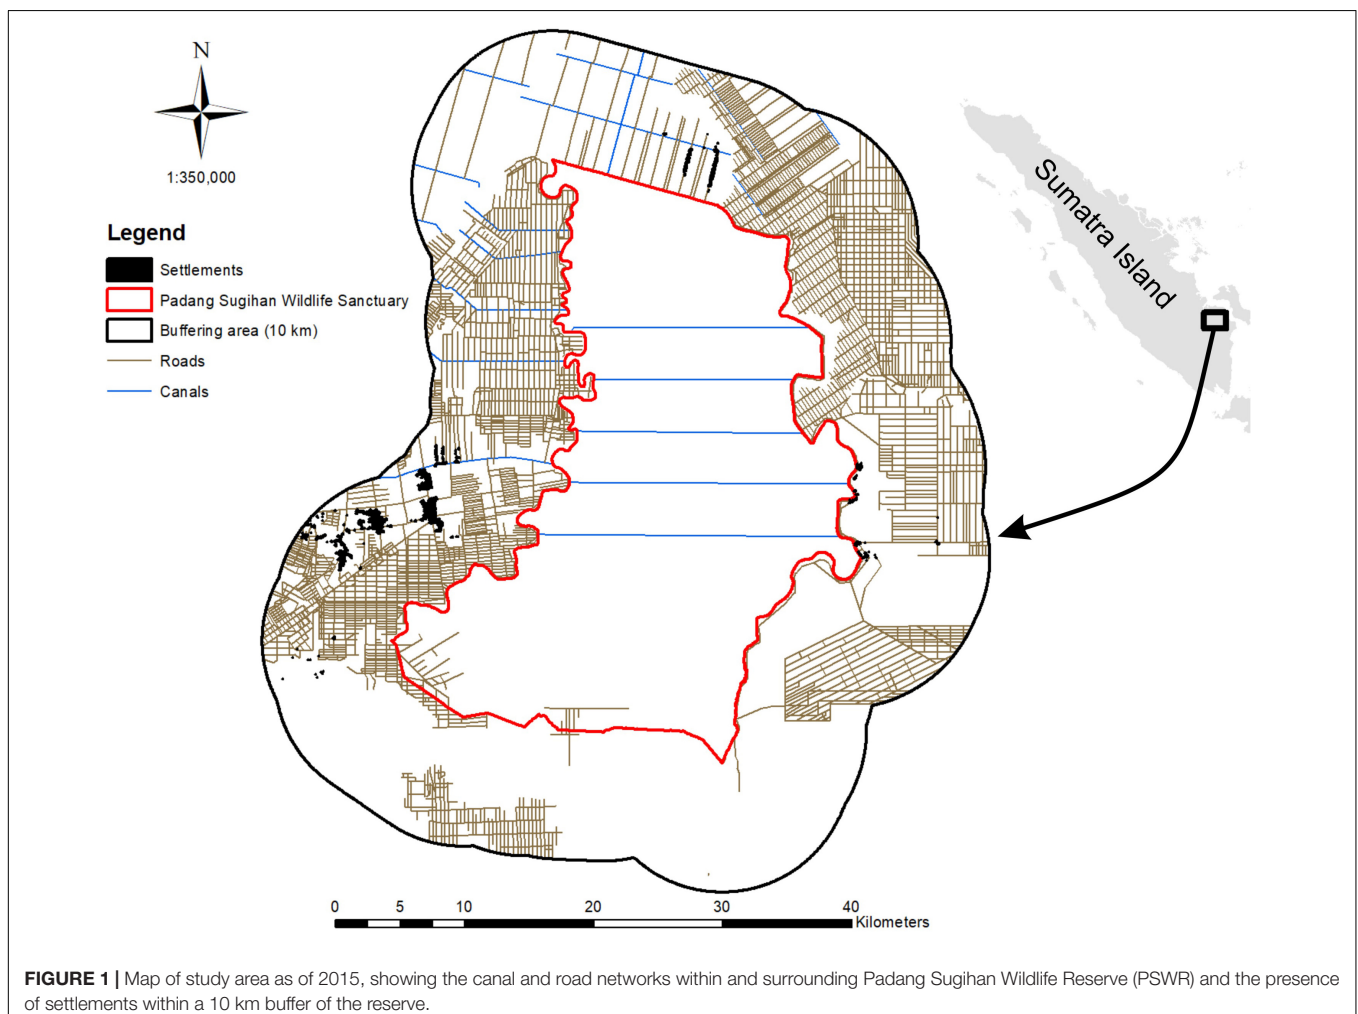 N
1:350,000
Legend
Settlements
Padang Sugihan Wildlife Sanctuary
Buffering area (10 km)
Roads
Canals
Sumatra Island
0 5 10 20 30 40
Kilometers
FIGURE 1 | Map of study area as of 2015, showing the canal and road networks within and surrounding Padang Sugihan Wildlife Reserve (PSWR) and the presence
of settlements within a 10 km buffer of the reserve.